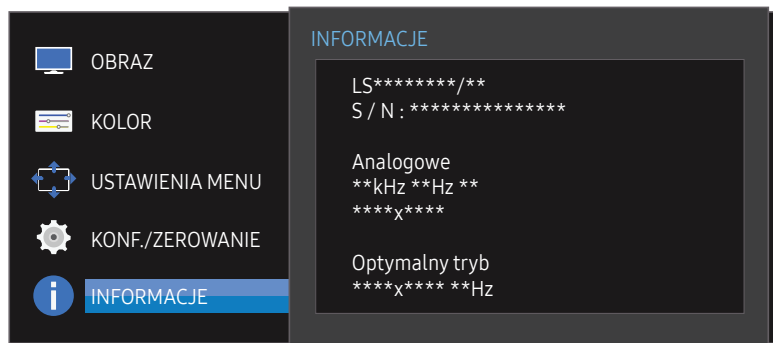 OBRAZ
KOLOR
USTAWIENIA MENU
KONF./ZEROWANIE
INFORMACJE
INFORMACJE
LS********/**
S / N : ***************
Analogowe
**kHz **Hz **
****x****
Optymalny tryb
****x**** **Hz